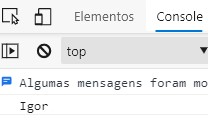 Elementos Console
top
Algumas mensagens foram mo
Igor